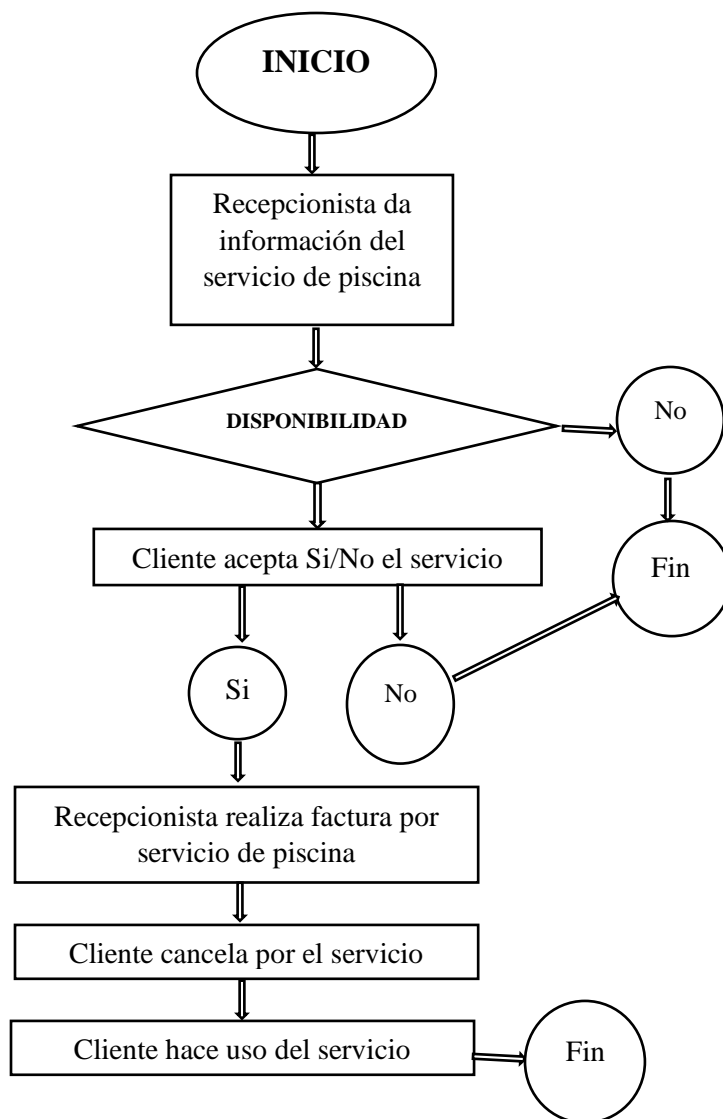 INICIO
Recepcionista da
información del
servicio de piscina
DISPONIBILIDAD
No
Cliente acepta Si/No el servicio
Fin
Si
No
Recepcionista realiza factura por
servicio de piscina
Cliente cancela por el servicio
Cliente hace uso del servicio
Fin